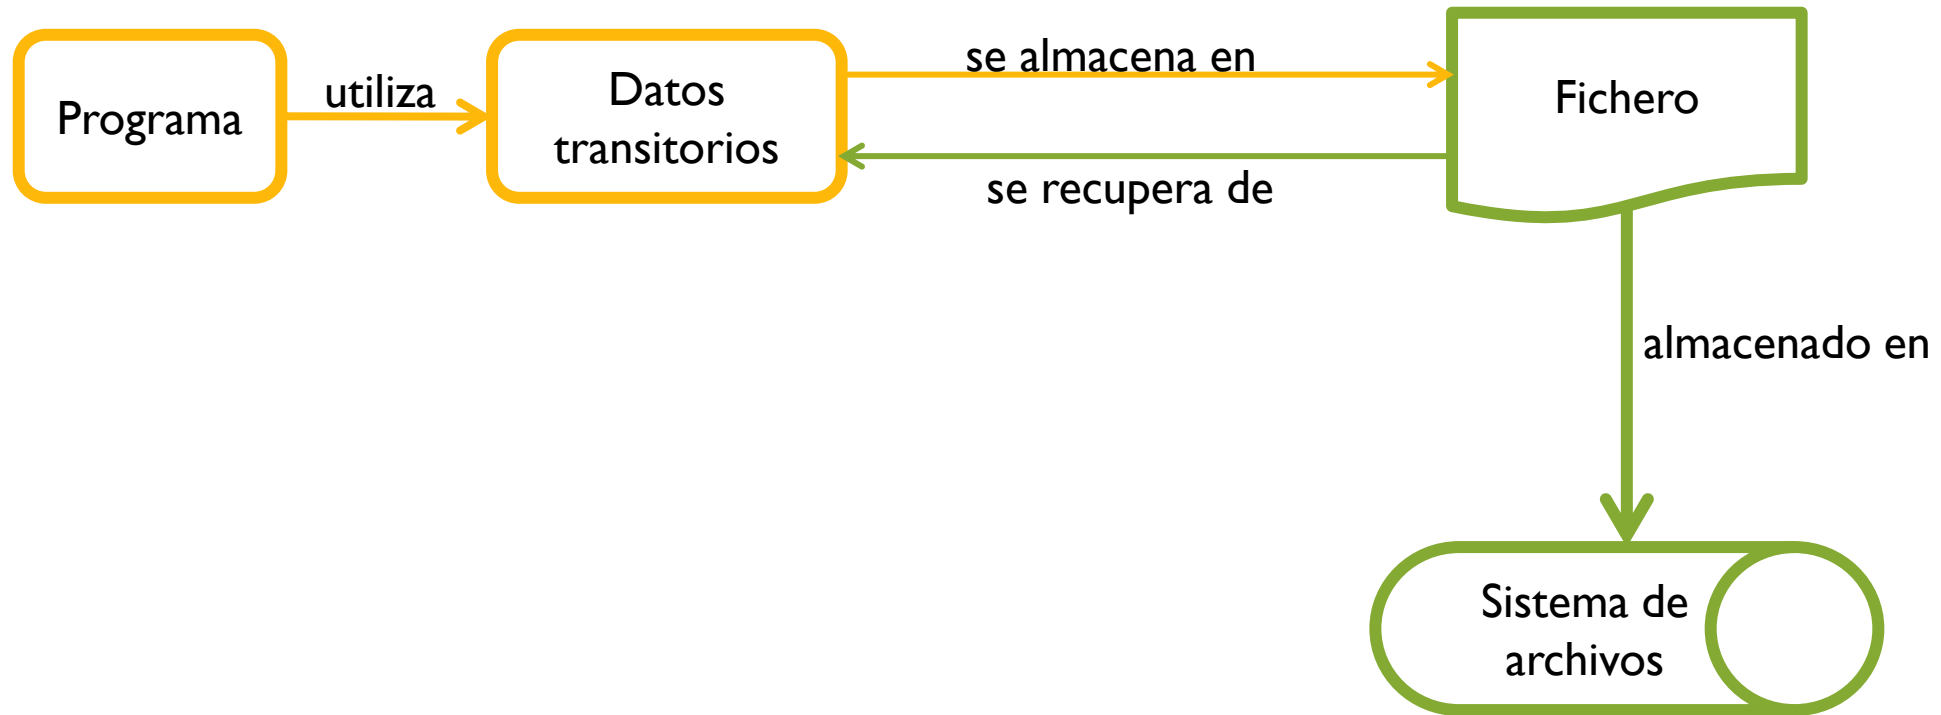 Programa
utiliza
Datos
transitorios
se almacena en
se recupera de
Fichero
almacenado en
Sistema de
archivos